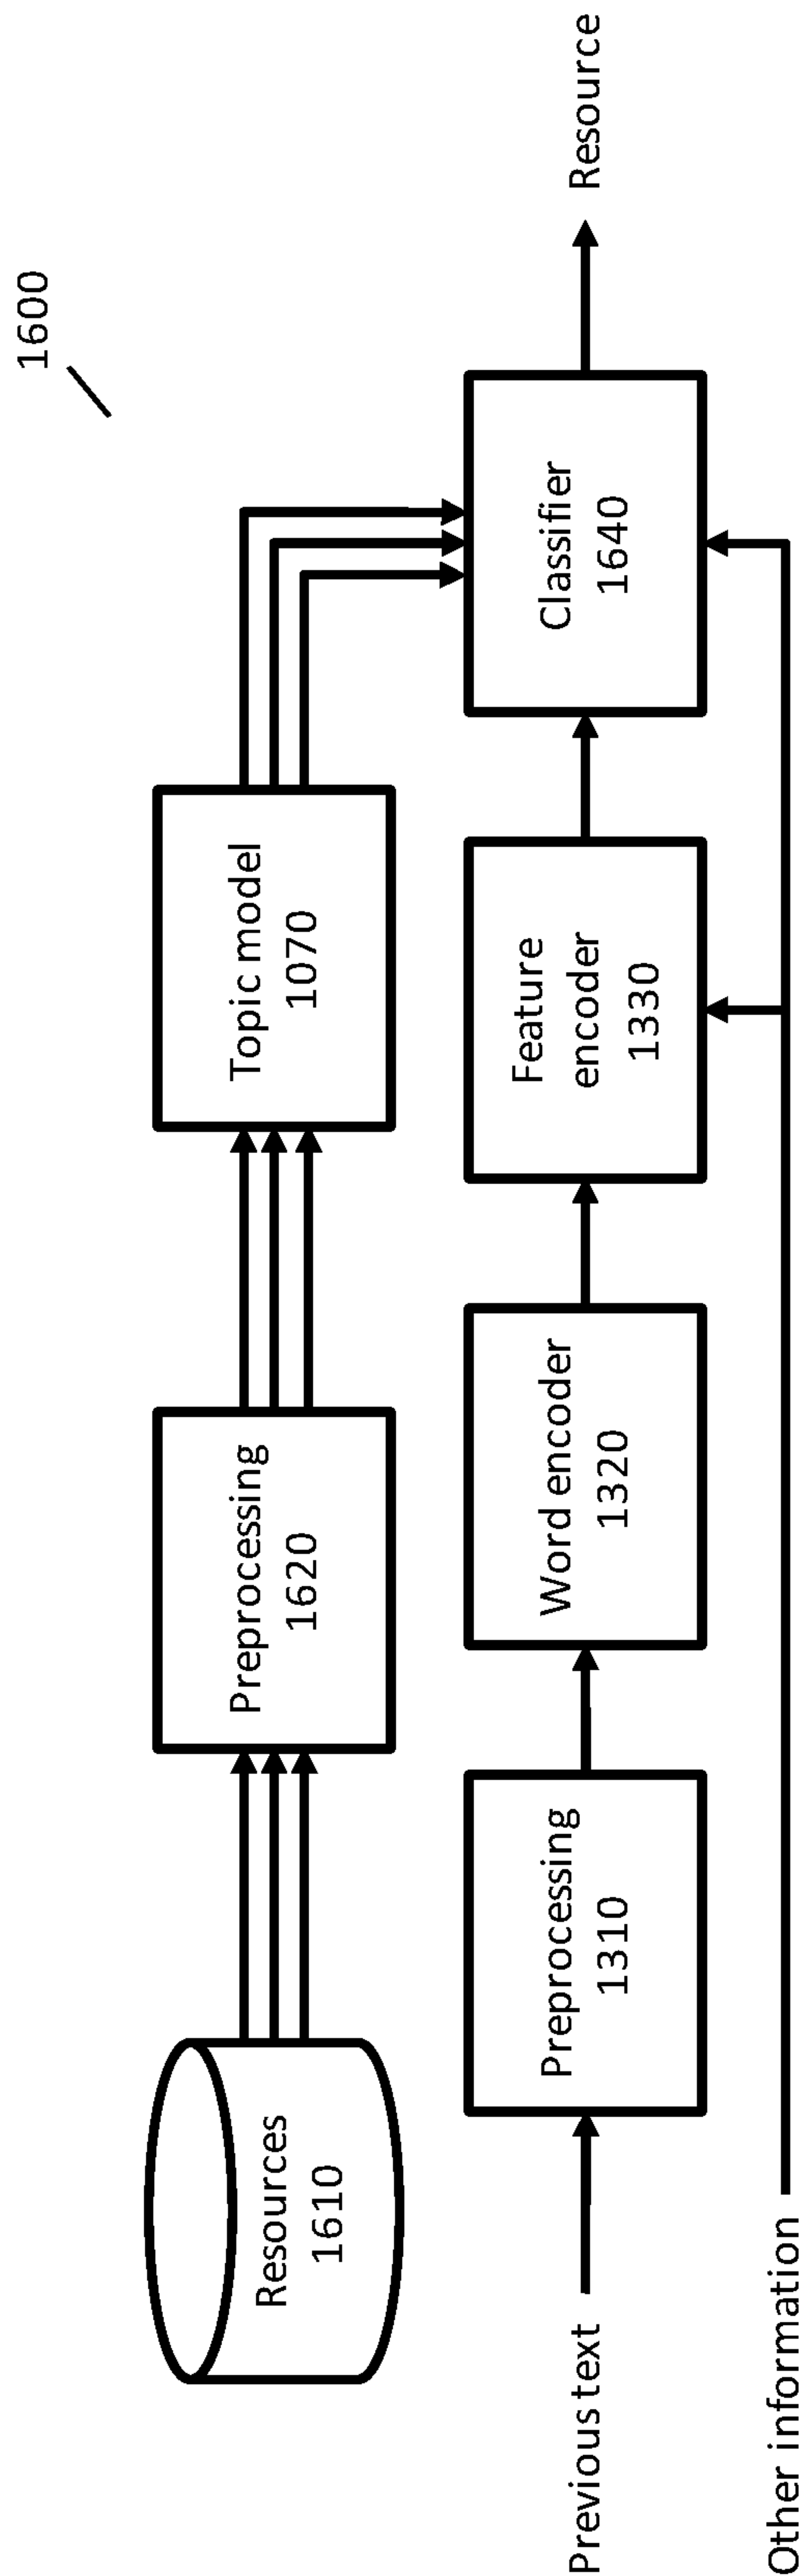 1600
Resources
1610
Preprocessing
1620
Topic model
1070
Previous text
Preprocessing
1310
Word encoder
1320
Feature
encoder
1330
Classifier
1640
Resource
Other information